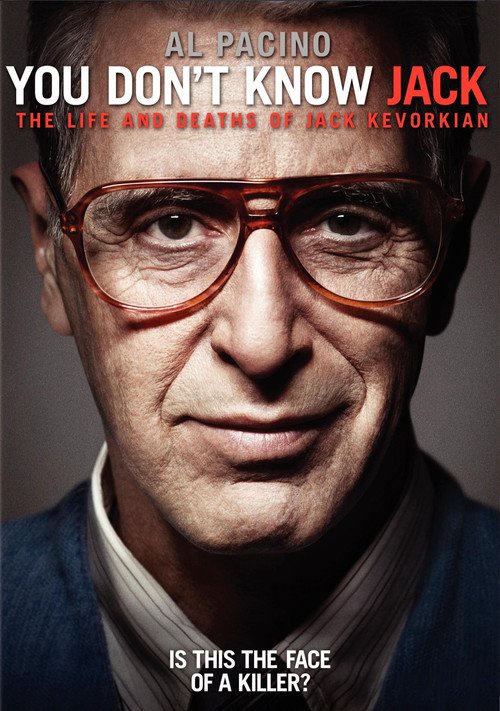 AL PACINO
YOU DON'T KNOW JACK
THE LIFE AND DEATHS OF JACK KEVORKIAN
IS THIS THE FACE
OF A KILLER?